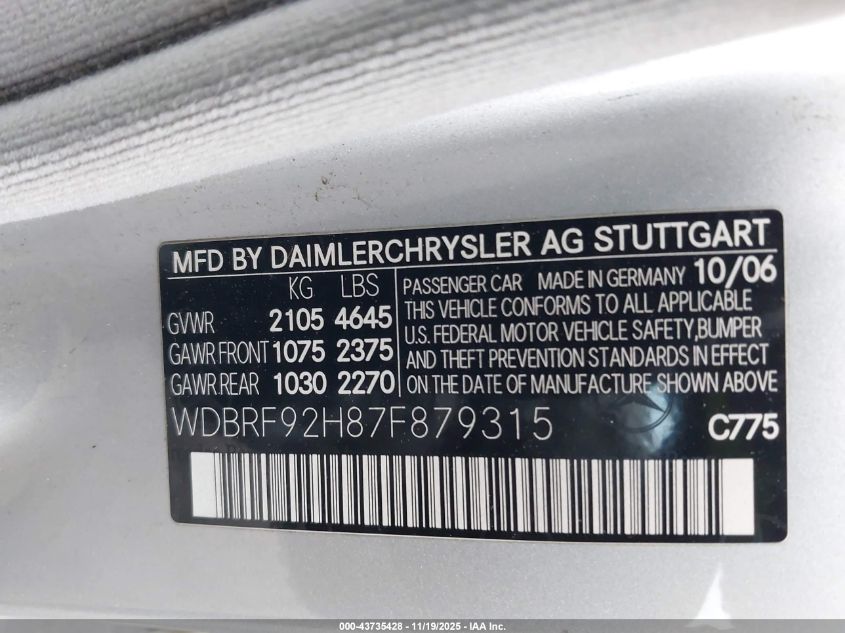 MFD BY DAIMLERCHRYSLER AG STUTTGART
KG LBS
GVWR 2105 4645
GAWR FRONT 1075 2375
GAWR REAR 1030 2270
PASSENGER CAR MADE IN GERMANY 10/06
THIS VEHICLE CONFORMS TO ALL APPLICABLE
U.S. FEDERAL MOTOR VEHICLE SAFETY, BUMPER
AND THEFT PREVENTION STANDARDS IN EFFECT
ON THE DATE OF MANUFACTURE SHOWN ABOVE
WDBRF92H87F879315
C775
000-43735428 - 11/19/2025 - IAA Inc.